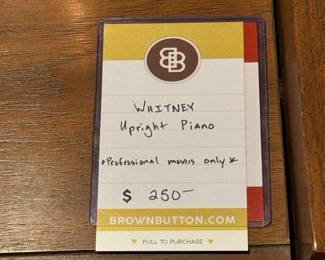 BB
WHITNEY
Upright Piano
*Professional movers only*
$ 250-
BROWNBUTTON.COM
▼ PULL TO PURCHASE ▼